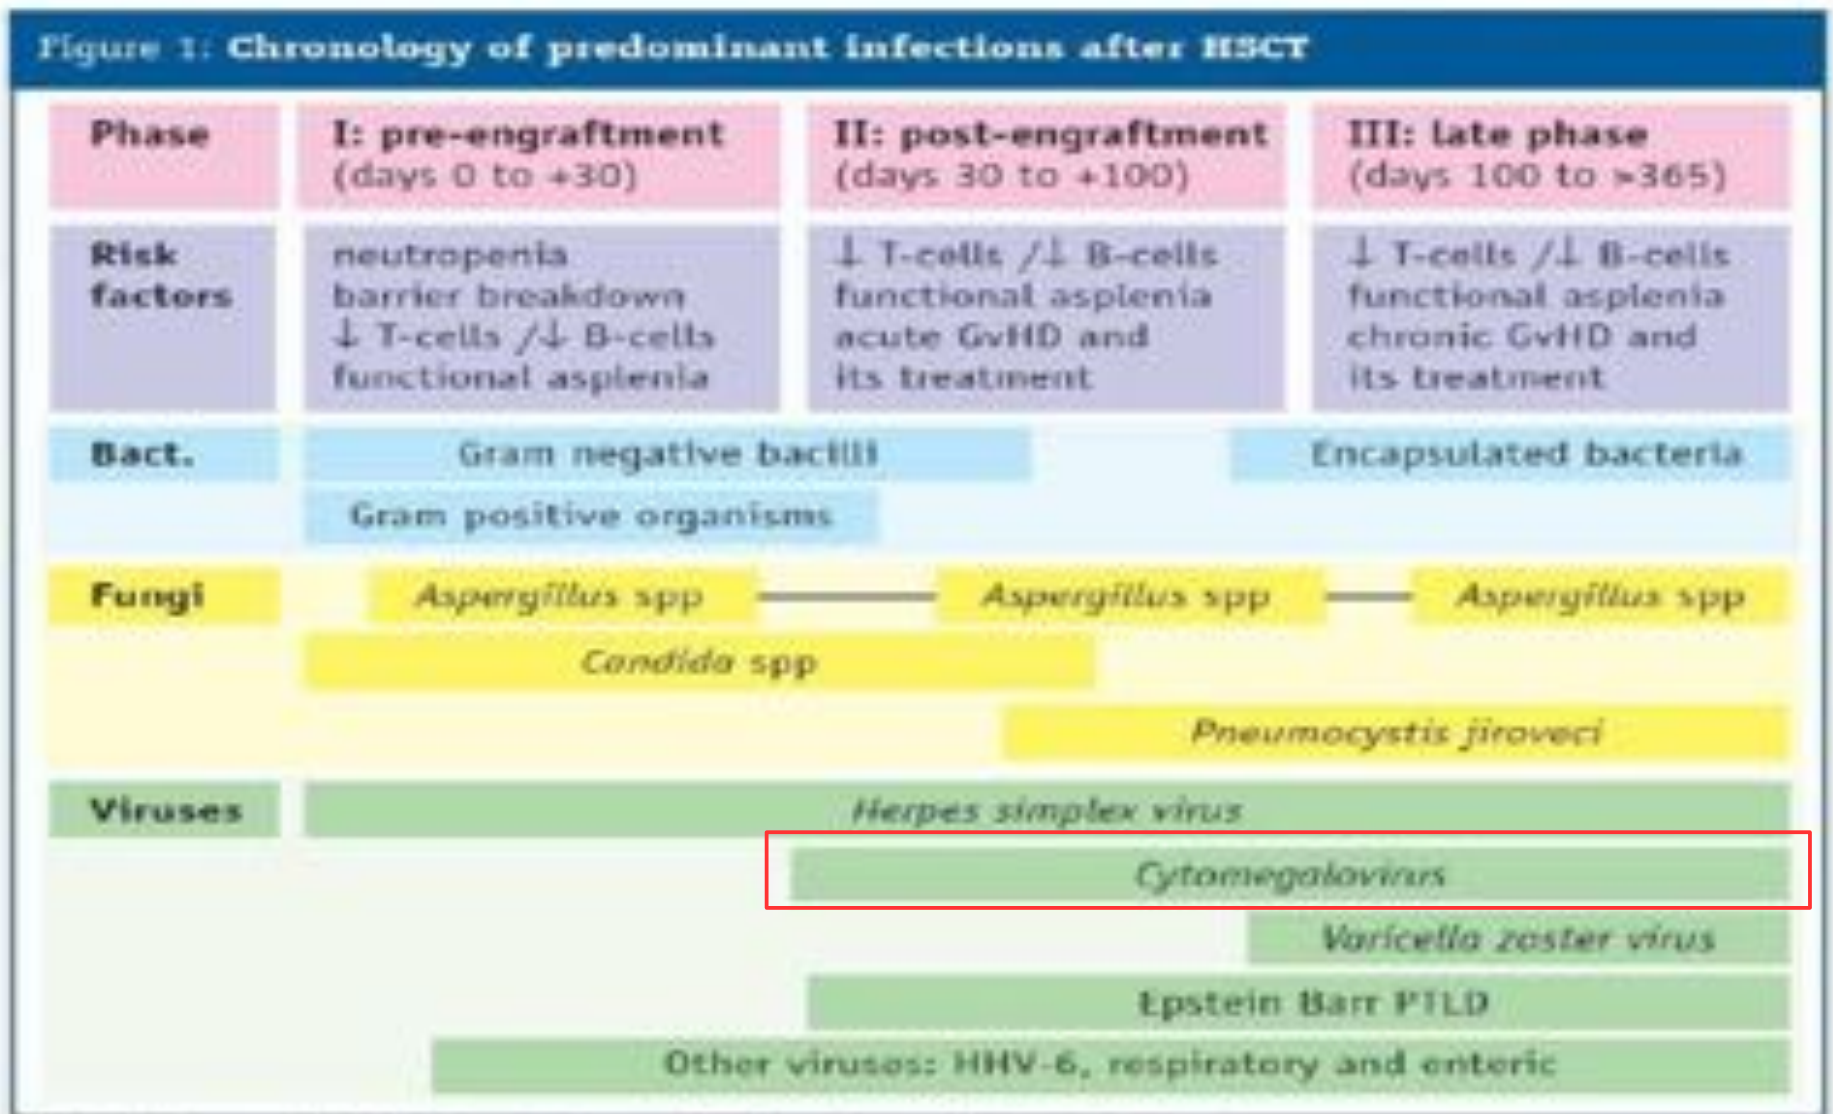 Figure 1: Chronology of predominant infections after HSCT
Phase
I: pre-engraftment
(days 0 to +30)
II: post-engraftment
(days 30 to +100)
III: late phase
(days 100 to >365)
Risk
factors
neutropenia
barrier breakdown
↓ T-cells /↓ B-cells
functional asplenia
↓ T-cells /↓ B-cells
functional asplenia
acute GvHD and
its treatment
↓ T-cells /↓ B-cells
functional asplenia
chronic GvHD and
its treatment
Bact.
Gram negative bacilli
Encapsulated bacteria
Gram positive organisms
Fungi
Aspergillus spp
Aspergillus spp
Aspergillus spp
Candida spp
Pneumocystis jiroveci
Viruses
Herpes simplex virus
Cytomegalovirus
Varicella zoster virus
Epstein Barr PTLD
Other viruses: HHV-6, respiratory and enteric